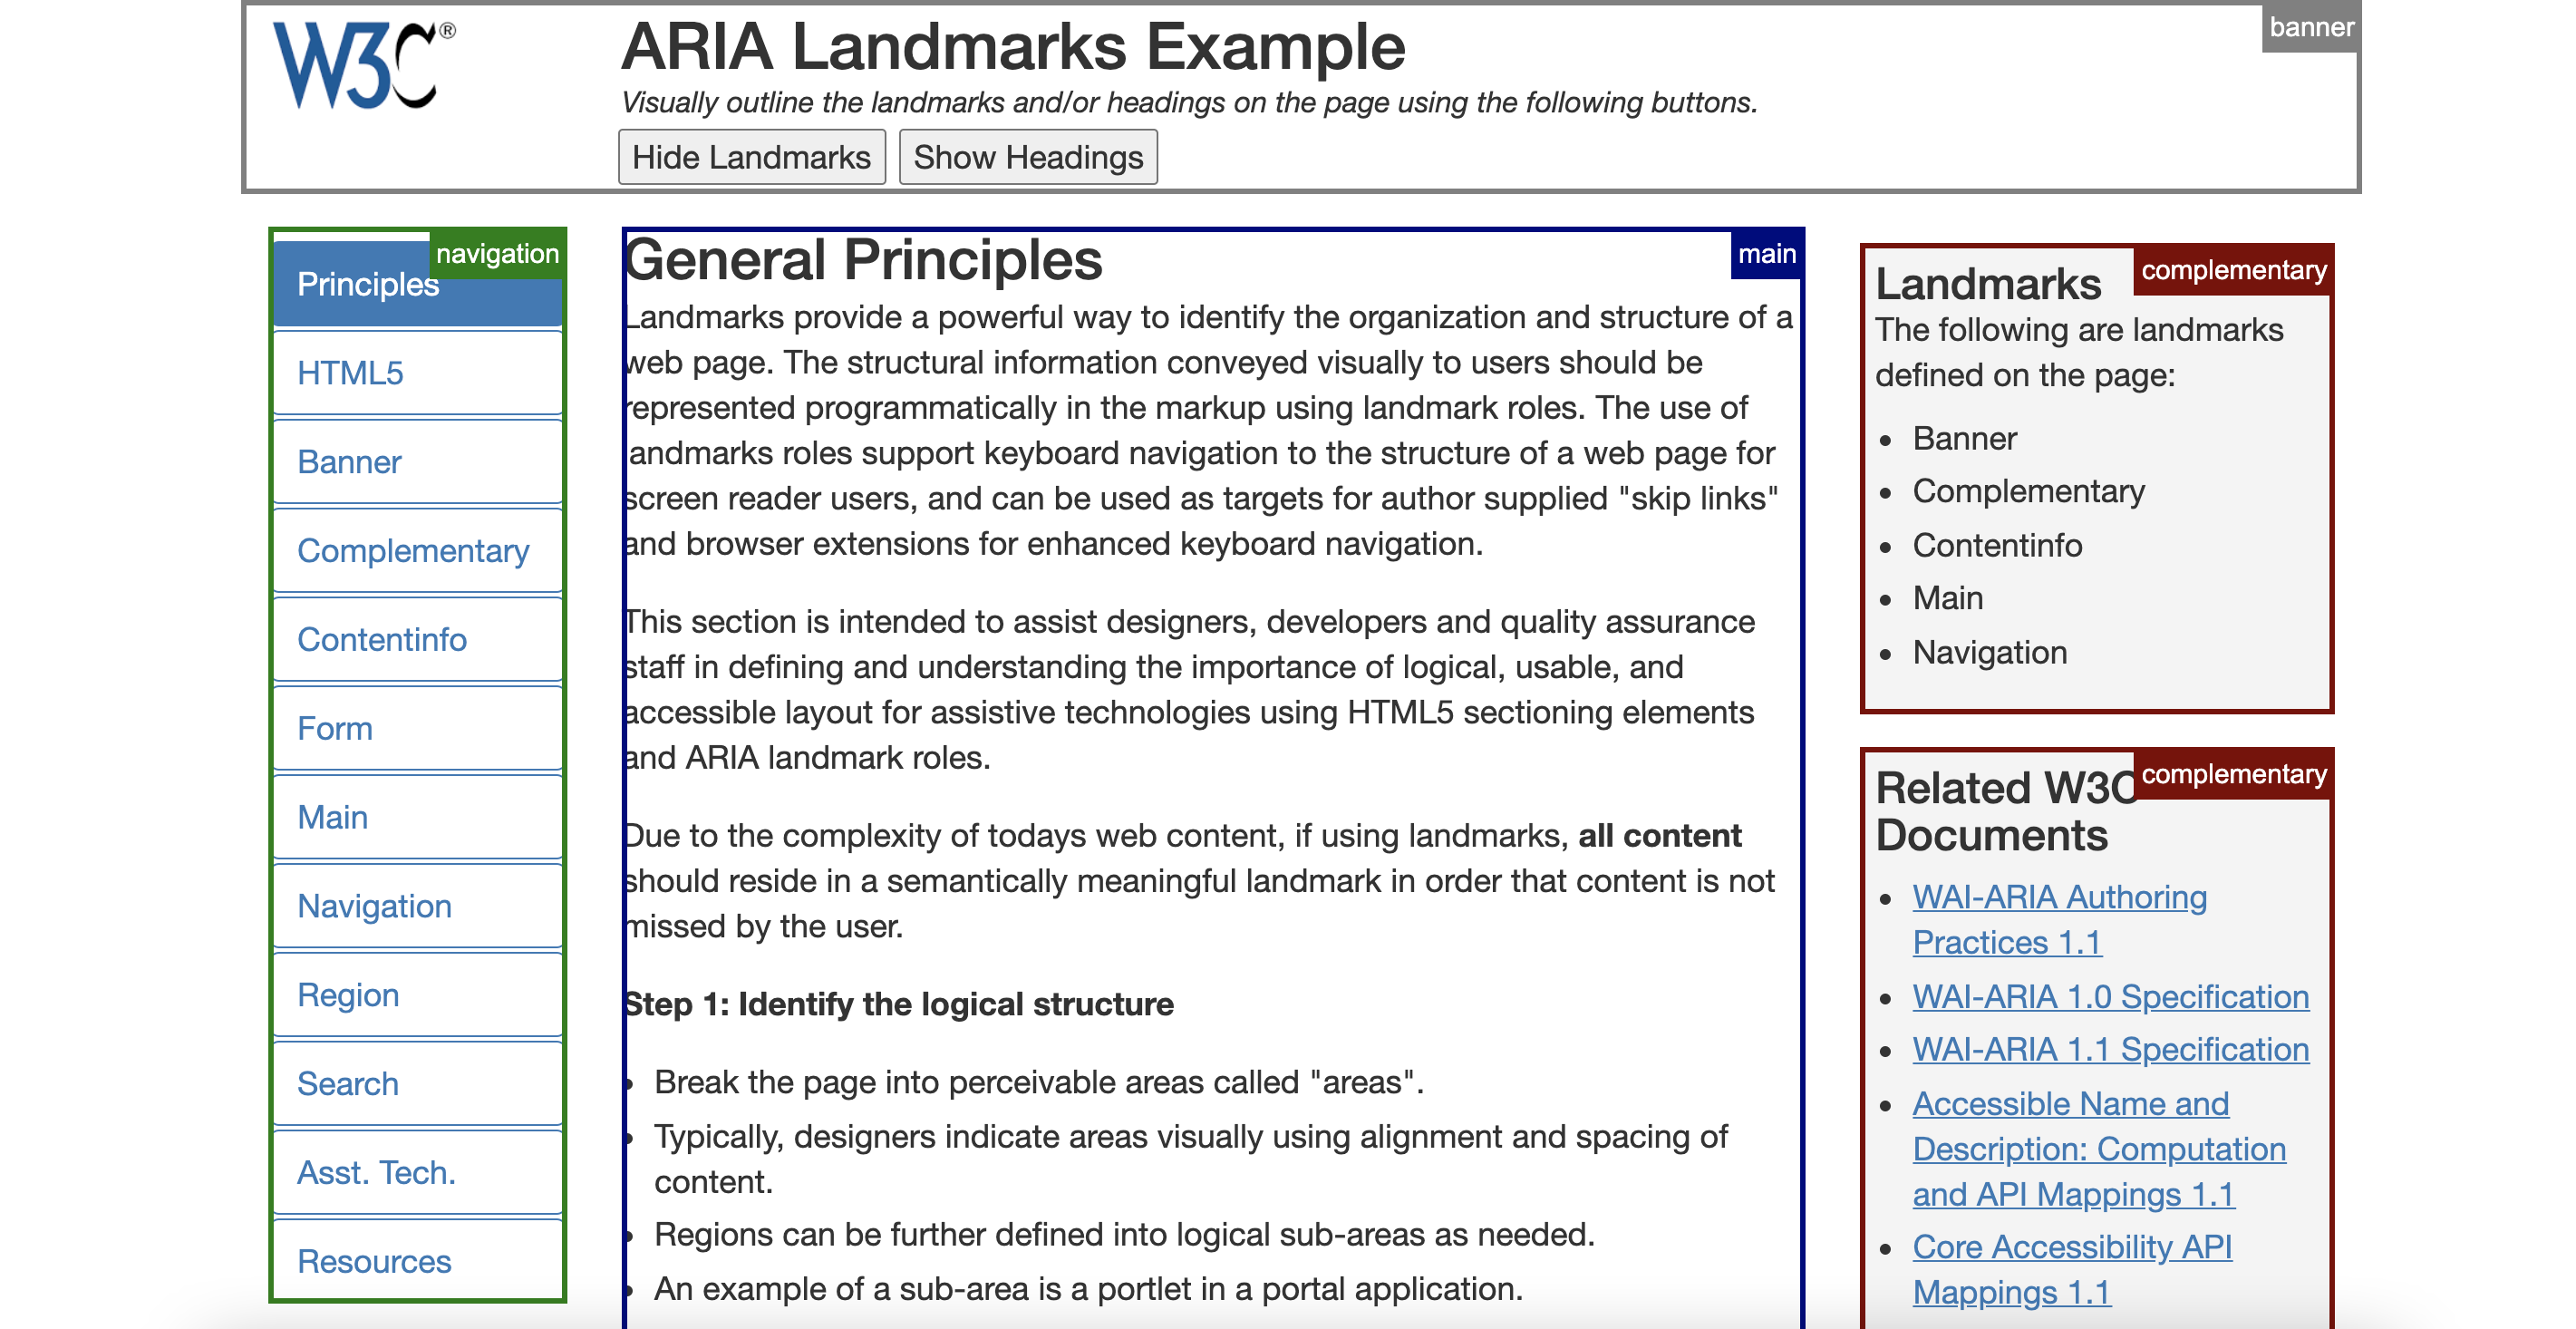 W3C®
ARIA Landmarks Example
banner
Visually outline the landmarks and/or headings on the page using the following buttons.
Hide Landmarks
Show Headings
navigation
Principles
HTML5
Banner
Complementary
Contentinfo
Form
Main
Navigation
Region
Search
Asst. Tech.
Resources
main
General Principles
Landmarks provide a powerful way to identify the organization and structure of a
web page. The structural information conveyed visually to users should be
represented programmatically in the markup using landmark roles. The use of
landmarks roles support keyboard navigation to the structure of a web page for
screen reader users, and can be used as targets for author supplied "skip links"
and browser extensions for enhanced keyboard navigation.
This section is intended to assist designers, developers and quality assurance
staff in defining and understanding the importance of logical, usable, and
accessible layout for assistive technologies using HTML5 sectioning elements
and ARIA landmark roles.
Due to the complexity of todays web content, if using landmarks, all content
should reside in a semantically meaningful landmark in order that content is not
missed by the user.
Step 1: Identify the logical structure
• Break the page into perceivable areas called "areas".
• Typically, designers indicate areas visually using alignment and spacing of
content.
• Regions can be further defined into logical sub-areas as needed.
• An example of a sub-area is a portlet in a portal application.
complementary
Landmarks
The following are landmarks
defined on the page:
• Banner
• Complementary
• Contentinfo
• Main
• Navigation
complementary
Related W3C
Documents
• WAI-ARIA Authoring
Practices 1.1
• WAI-ARIA 1.0 Specification
• WAI-ARIA 1.1 Specification
• Accessible Name and
Description: Computation
and API Mappings 1.1
• Core Accessibility API
Mappings 1.1